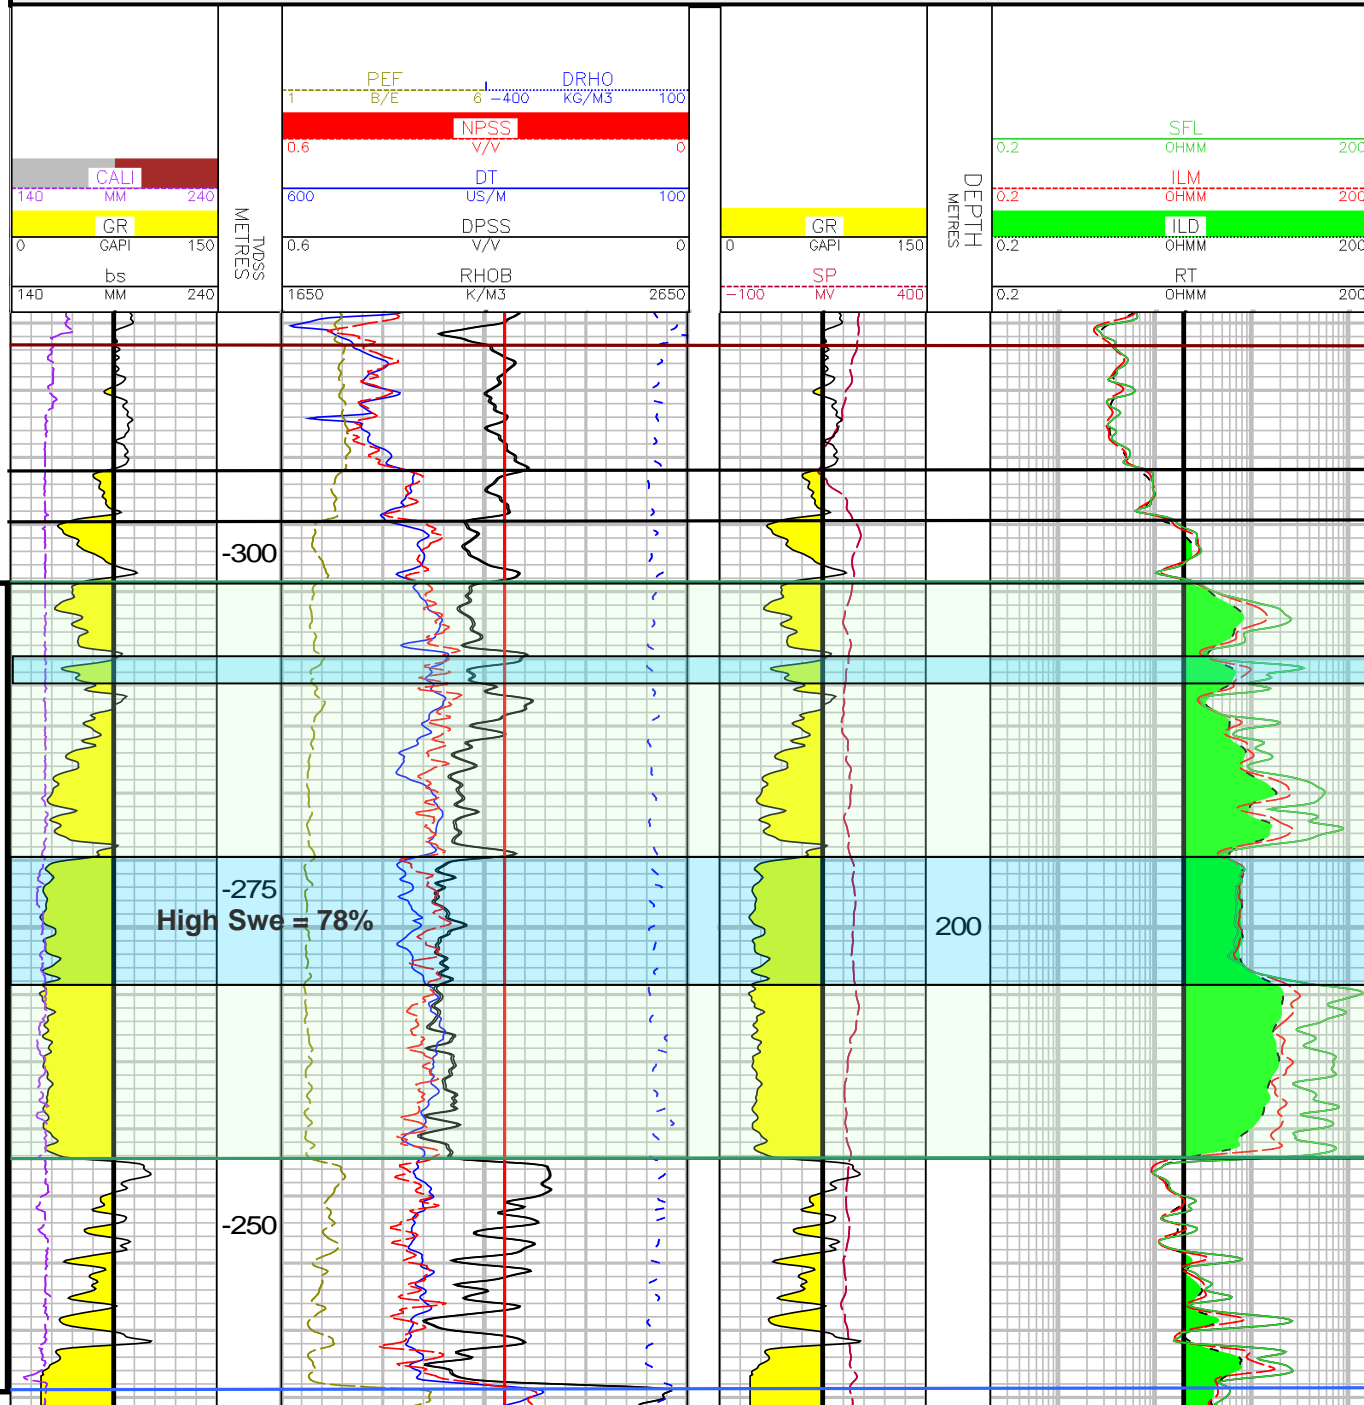 PEF DRHO
1 B/E 6 -400 KG/M3 100
NPSS SFL
0.6 V/V 0 0.2 OHMM 200
CALI DT ILM
140 MM 240 600 US/M 100 0.2 OHMM 200
GR DPSS GR ILD
0 GAPI 150 0.6 V/V 0 0 GAPI 150 0.2 OHMM 200
bs RHOB SP RT
140 MM 240 1650 K/M3 2650 -100 MV 400 0.2 OHMM 200
TVDSS
METRES
DEPTH
METRES
-300
-275
High Swe = 78%
200
-250